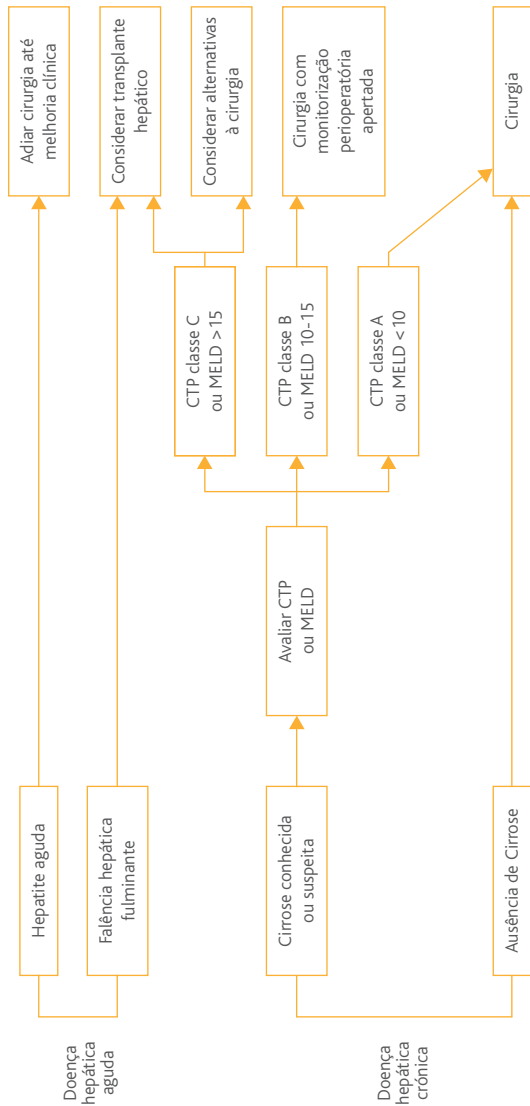 Doença
hepática
aguda
Hepatite aguda
Adiar cirurgia até
melhoria clínica
Falência hepática
fulminante
Considerar transplante
hepático
Considerar alternativas
à cirurgia
CTP classe C
ou MELD >15
Doença
hepática
crónica
Cirrose conhecida
ou suspeita
Avaliar CTP
ou MELD
CTP classe B
ou MELD 10-15
Cirurgia com
monitorização
perioperatória
apertada
CTP classe A
ou MELD <10
Ausência de Cirrose
Cirurgia